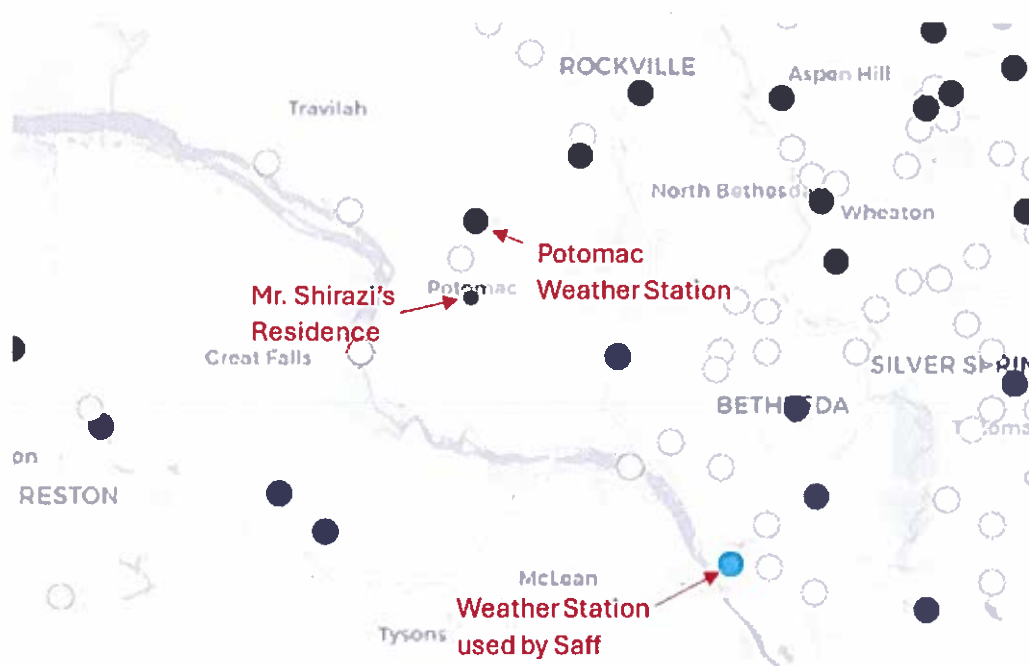 ROCKVILLE
Aspen Hill
Travilah
North Bethesda
Wheaton
Potomac
Weather Station
Potomac
Mr. Shirazi's
Residence
Great Falls
SILVER SPRIN
BETHESDA
on
RESTON
McLean
Weather Station
used by Saff
Tysons